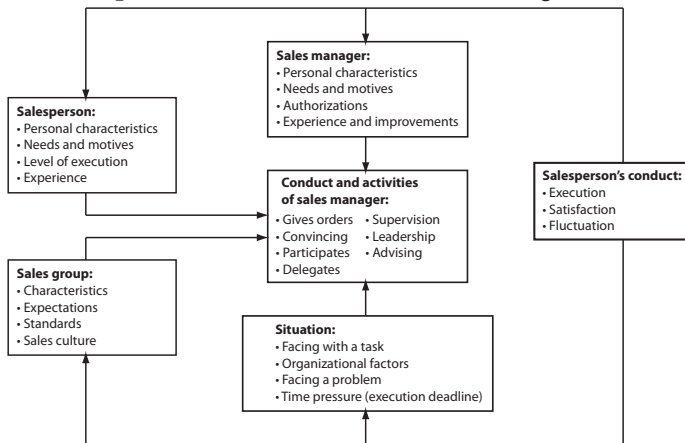 Sales manager:
• Personal characteristics
• Needs and motives
• Authorizations
• Experience and improvements
Salesperson:
• Personal characteristics
• Needs and motives
• Level of execution
• Experience
Conduct and activities
of sales manager:
• Gives orders • Supervision
• Convincing • Leadership
• Participates • Advising
• Delegates
Salesperson's conduct:
• Execution
• Satisfaction
• Fluctuation
Sales group:
• Characteristics
• Expectations
• Standards
• Sales culture
Situation:
• Facing with a task
• Organizational factors
• Facing a problem
• Time pressure (execution deadline)